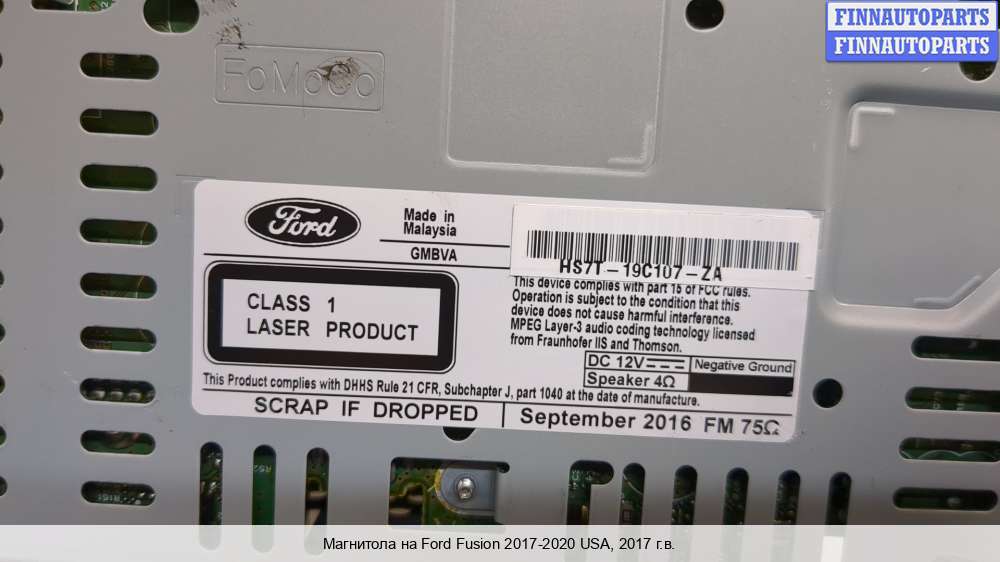 FINNAUTOPARTS
FINNAUTOPARTS
FoMoCo
Ford
Made in
Malaysia
GMBVA
HS7T-19C107-ZA
CLASS 1
LASER PRODUCT
This device complies with part 15 of FCC rules.
Operation is subject to the condition that this
device does not cause harmful interference.
MPEG Layer-3 audio coding technology licensed
from Fraunhofer IIS and Thomson.
DC 12V
Negative Ground
Speaker 4Ω
This Product complies with DHHS Rule 21 CFR, Subchapter J, part 1040 at the date of manufacture.
SCRAP IF DROPPED
September 2016 FM 75Ω
Магнитола на Ford Fusion 2017-2020 USA, 2017 г.в.